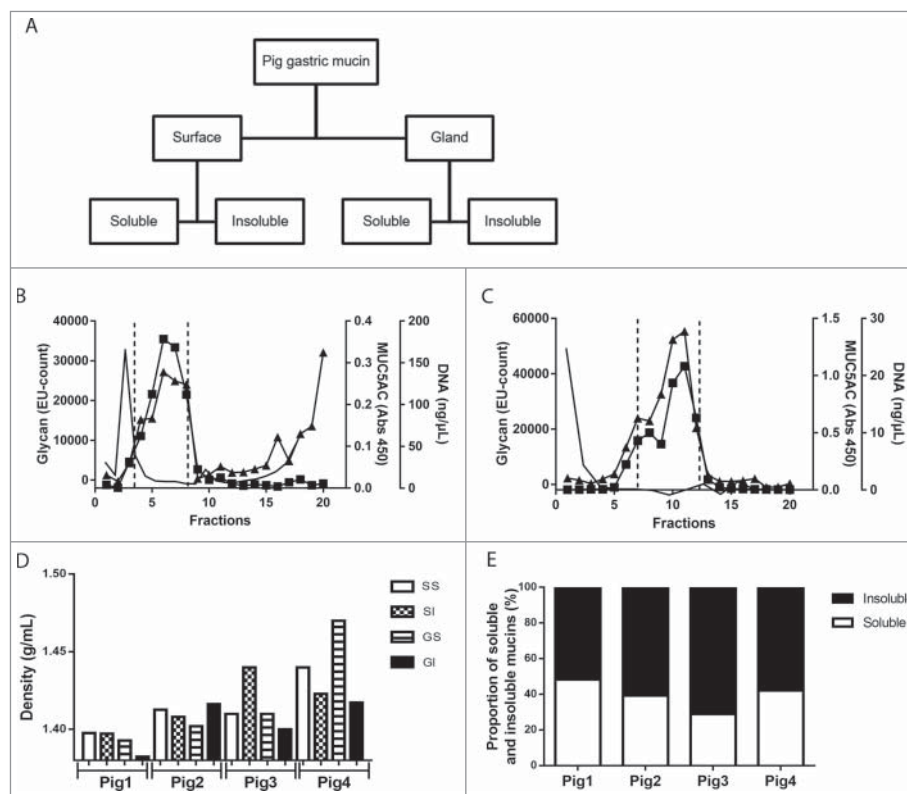 A
Pig gastric mucin
Surface
Gland
Soluble
Insoluble
Soluble
Insoluble
B
40000
30000
20000
10000
0
Glycan (EU-count)
0
5
10
15
20
Fractions
0.4
0.3
0.2
0.1
0.0
MUC5AC (Abs 450)
200
150
100
50
0
DNA (ng/µL)
C
60000
40000
20000
0
Glycan (EU-count)
0
5
10
15
20
Fractions
1.5
1.0
0.5
0.0
MUC5AC (Abs 450)
30
20
10
0
DNA (ng/µL)
D
1.50
1.45
1.40
Density (g/mL)
SS
SI
GS
GI
Pig1
Pig2
Pig3
Pig4
E
100
80
60
40
20
0
Proportion of soluble
and insoluble mucins (%)
Insolubl
Soluble
Pig1
Pig2
Pig3
Pig4